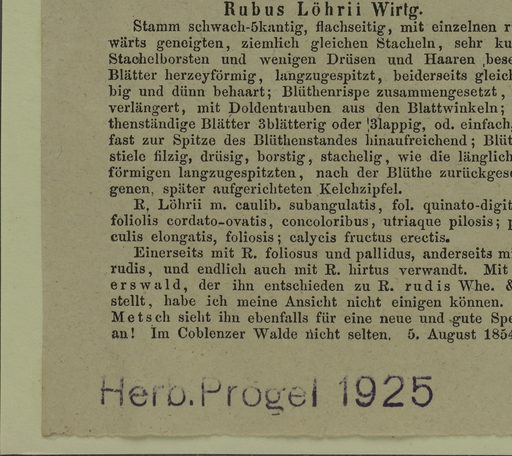 Rubus Löhrii Wirtg.
Stamm schwach-5kantig, flachseitig, mit einzelnen r
wärts geneigten, ziemlich gleichen Stacheln, sehr ku
Stachelborsten und wenigen Drüsen und Haaren bese
Blätter herzeyförmig, langzugespitzt, beiderseits gleich
big und dünn behaart; Blüthenrispe zusammengesetzt,
verlängert, mit Doldentrauben aus den Blattwinkeln;
thenständige Blätter 3blätterig oder 3lappig, od. einfach,
fast zur Spitze des Blüthenstandes hinaufreichend; Blüt
stiele filzig, drüsig, borstig, stachelig, wie die länglich
förmigen langzugespitzten, nach der Blüthe zurückgesc
genen, später aufgerichteten Kelchzipfel.
R. Löhrii m. caulib. subangulatis, fol. quinato-digit
foliolis cordato-ovatis, concoloribus, utriaque pilosis; p
culis elongatis, foliosis; calycis fructus erectis.
Einerseits mit R. foliosus und pallidus, anderseits mi
rudis, und endlich auch mit R. hirtus verwandt. Mit
erswald, der ihn entschieden zu R. rudis Whe. &
stellt, habe ich meine Ansicht nicht einigen können.
Metsch sieht ihn ebenfalls für eine neue und gute Spe
an! Im Coblenzer Walde nicht selten. 5. August 1854
Herb. Progel 1925